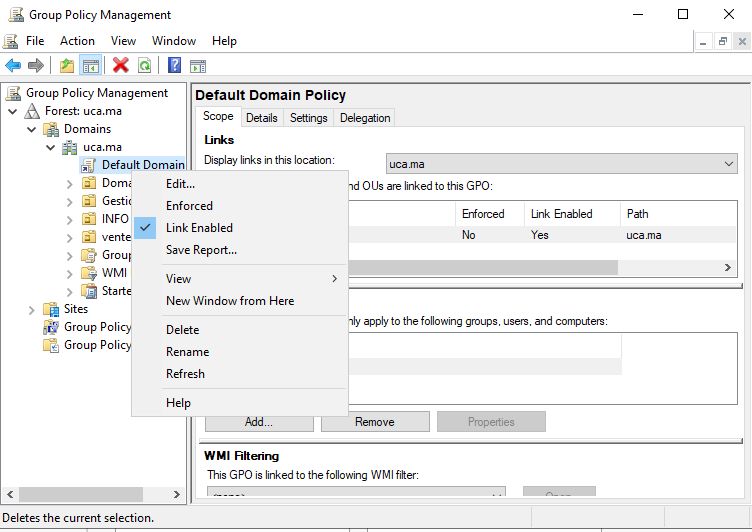 Group Policy Management
File Action View Window Help
Group Policy Management
Forest: uca.ma
Domains
uca.ma
Default Domain
Doma
Gestio
INFO
vente
Group
WMI
Starte
Sites
Group Policy
Group Policy
Edit...
Enforced
Link Enabled
Save Report...
View
New Window from Here
Delete
Rename
Refresh
Help
Default Domain Policy
Scope Details Settings Delegation
Links
Display links in this location: uca.ma
nd OUs are linked to this GPO:
Enforced Link Enabled Path
No Yes uca.ma
nly apply to the following groups, users, and computers:
Add... Remove Properties
WMI Filtering
This GPO is linked to the following WMI filter:
<none> Open
Deletes the current selection.